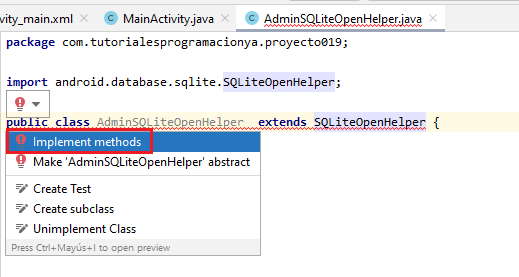 vity_main.xml MainActivity.java AdminSQLiteOpenHelper.java
package com.tutorialesprogramacionya.proyecto019;
import android.database.sqlite.SQLiteOpenHelper;
public class AdminSQLiteOpenHelper extends SQLiteOpenHelper {
Implement methods
Make 'AdminSQLiteOpenHelper' abstract
Create Test
Create subclass
Unimplement Class
Press Ctrl+Mayús+I to open preview